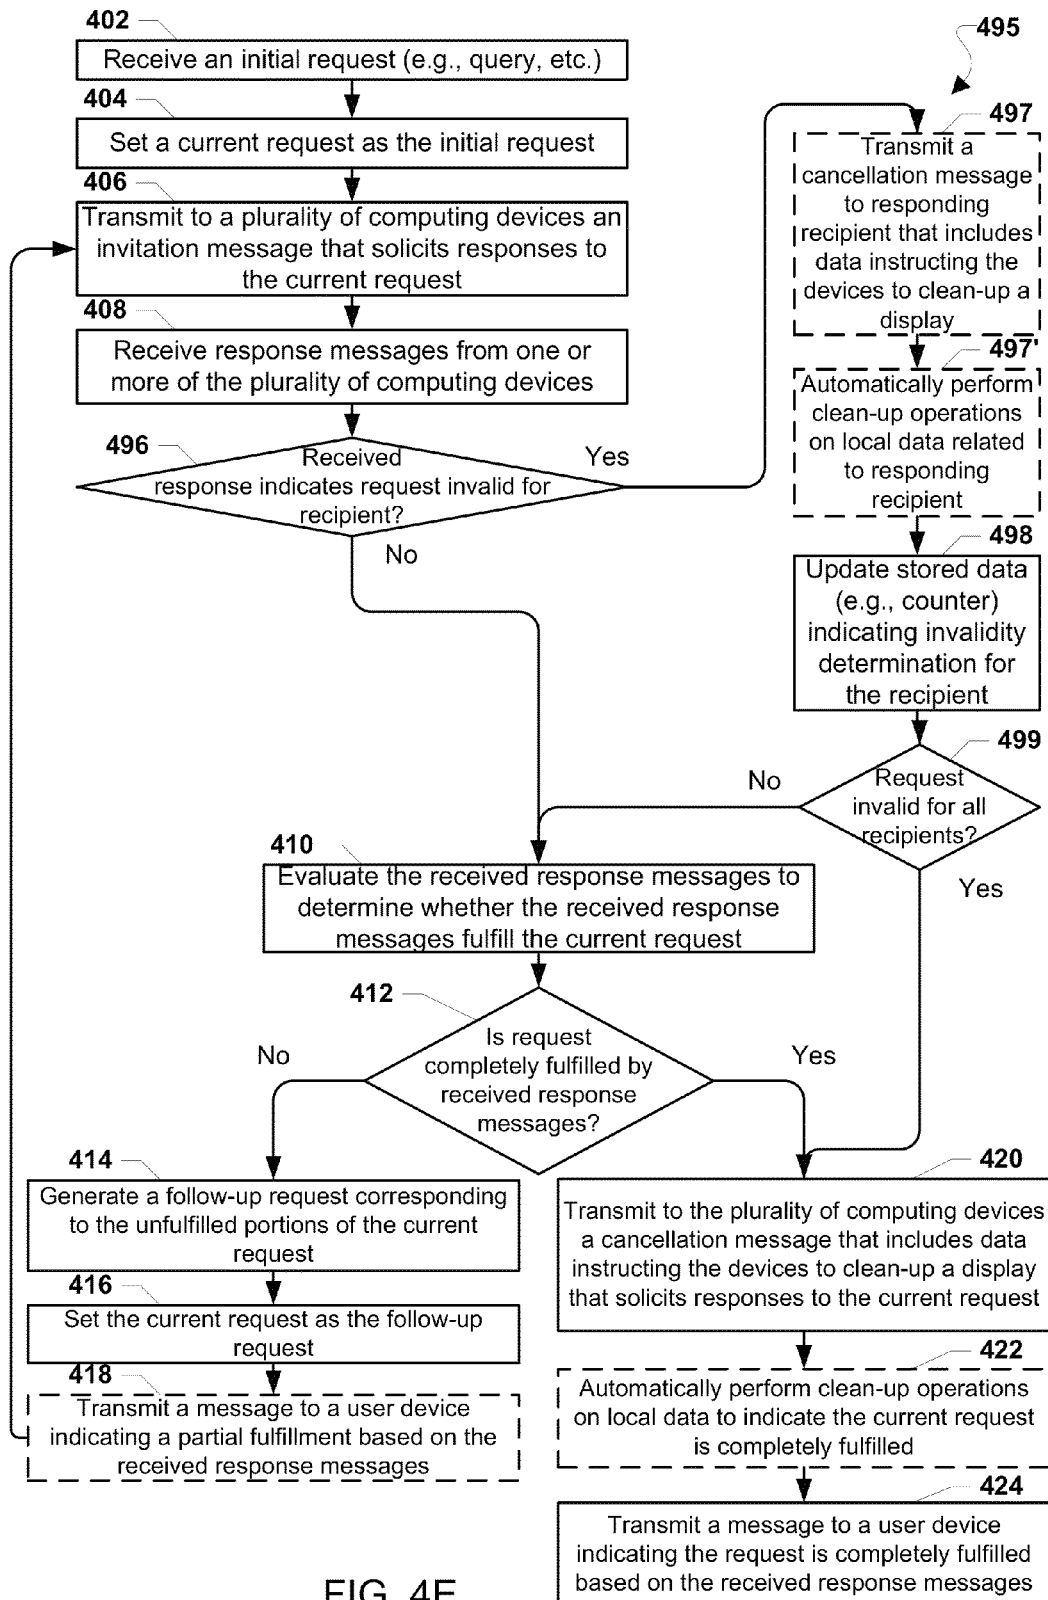 402
Receive an initial request (e.g., query, etc.)
404
Set a current request as the initial request
406
Transmit to a plurality of computing devices an
invitation message that solicits responses to
the current request
408
Receive response messages from one or
more of the plurality of computing devices
496
Received
response indicates request invalid for
recipient?
Yes
No
495
497
Transmit a
cancellation message
to responding
recipient that includes
data instructing the
devices to clean-up a
display
497'
Automatically perform
clean-up operations
on local data related
to responding
recipient
498
Update stored data
(e.g., counter)
indicating invalidity
determination for
the recipient
499
Request
invalid for all
recipients?
No
Yes
410
Evaluate the received response messages to
determine whether the received response
messages fulfill the current request
412
Is request
completely fulfilled by
received response
messages?
No
Yes
414
Generate a follow-up request corresponding
to the unfulfilled portions of the current
request
416
Set the current request as the follow-up
request
418
Transmit a message to a user device
indicating a partial fulfillment based on the
received response messages
420
Transmit to the plurality of computing devices
a cancellation message that includes data
instructing the devices to clean-up a display
that solicits responses to the current request
422
Automatically perform clean-up operations
on local data to indicate the current request
is completely fulfilled
424
Transmit a message to a user device
indicating the request is completely fulfilled
based on the received response messages